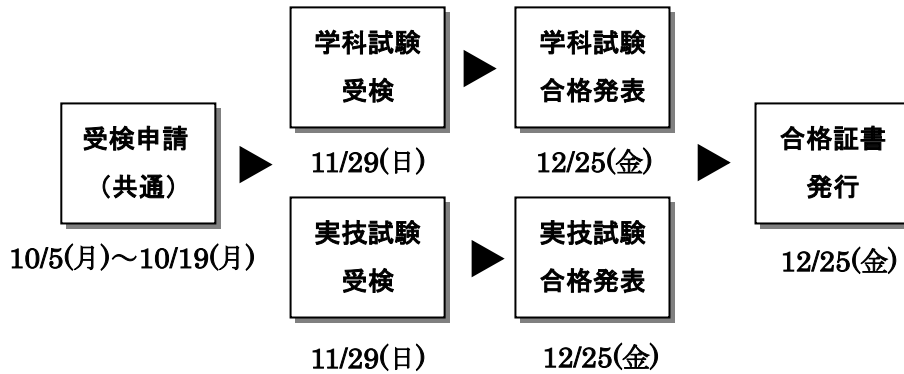 受検申請
（共通）
10/5(月)～10/19(月)
学科試験
受検
11/29(日)
学科試験
合格発表
12/25(金)
実技試験
受検
11/29(日)
実技試験
合格発表
12/25(金)
合格証書
発行
12/25(金)